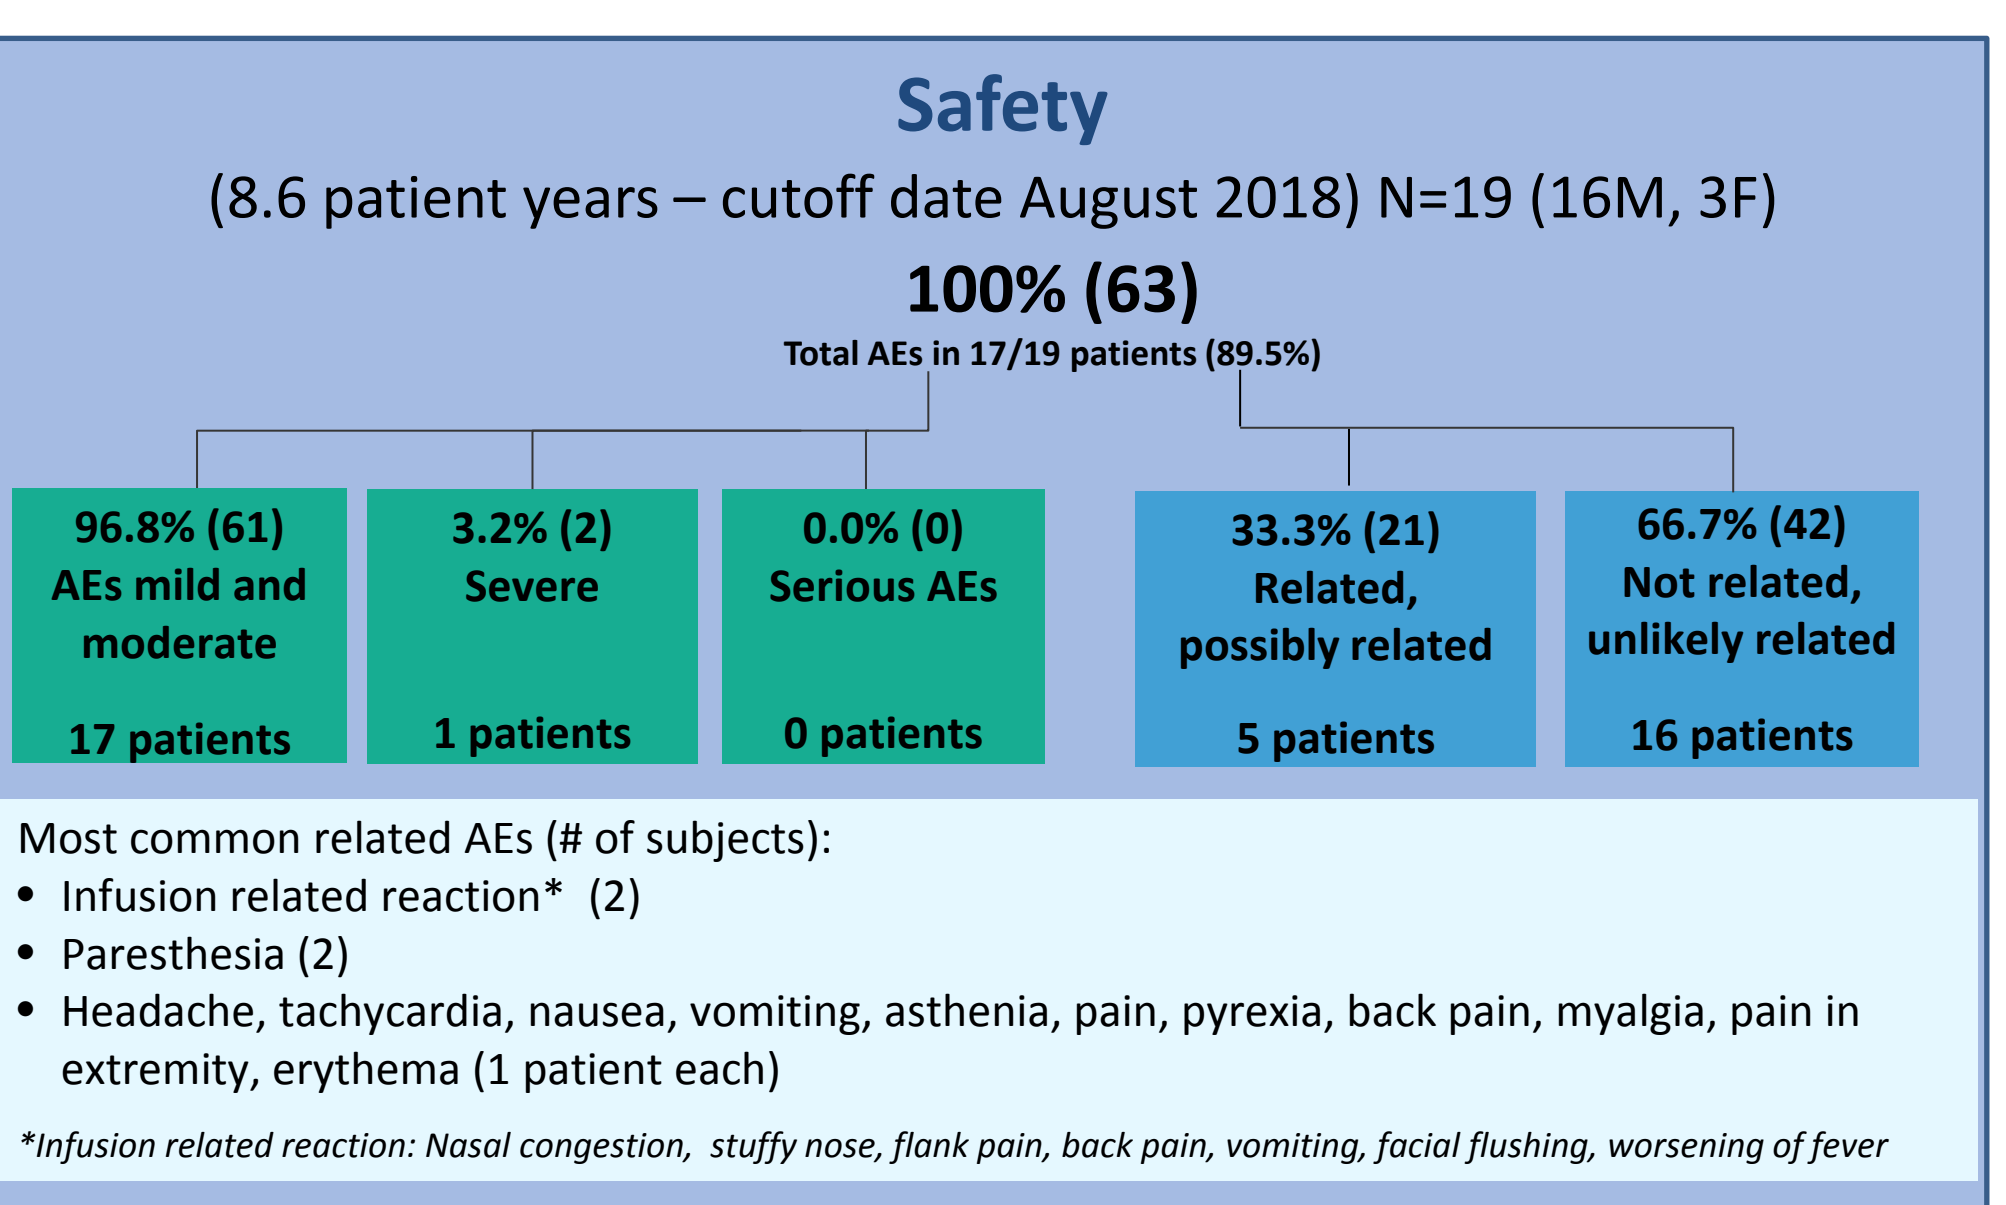 Safety
(8.6 patient years – cutoff date August 2018) N=19 (16M, 3F)
100% (63)
Total AEs in 17/19 patients (89.5%)
96.8% (61)
AEs mild and
moderate
17 patients
3.2% (2)
Severe
1 patients
0.0% (0)
Serious AEs
0 patients
33.3% (21)
Related,
possibly related
5 patients
66.7% (42)
Not related,
unlikely related
16 patients
Most common related AEs (# of subjects):
• Infusion related reaction* (2)
• Paresthesia (2)
• Headache, tachycardia, nausea, vomiting, asthenia, pain, pyrexia, back pain, myalgia, pain in
extremity, erythema (1 patient each)
*Infusion related reaction: Nasal congestion, stuffy nose, flank pain, back pain, vomiting, facial flushing, worsening of fever